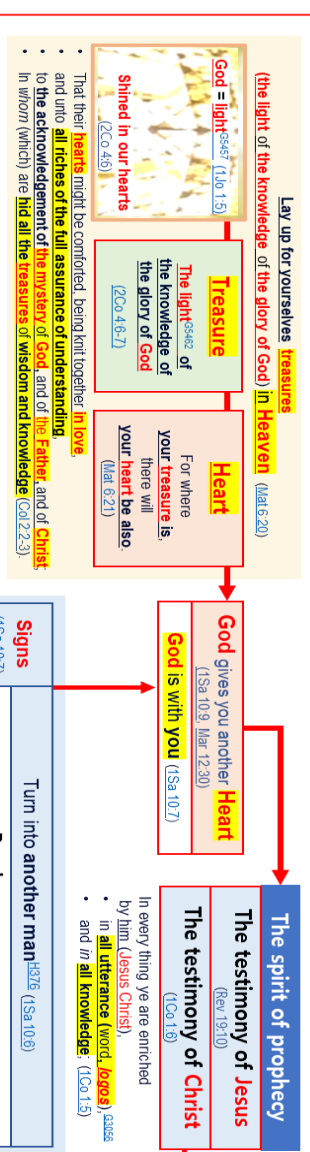 Lay up for yourselves treasures
(the light of the knowledge of the glory of God) in Heaven (Mat 6:20)
God = light G5457 (1Jo 1:5)
Shined in our hearts
(2Co 4:6)
Treasure
The light G5462 of
the knowledge of
the glory of God
(2Co 4:6-7)
Heart
For where
your treasure is,
there will
your heart be also.
(Mat 6:21)
• That their hearts might be comforted, being knit together in love,
• and unto all riches of the full assurance of understanding,
• to the acknowledgement of the mystery of God, and of the Father, and of Christ;
• In whom (which) are hid all the treasures of wisdom and knowledge (Col 2:2-3).
God gives you another Heart
(1Sa 10:9, Mar 12:30)
God is with you (1Sa 10:7)
The spirit of prophecy
The testimony of Jesus
(Rev 19:10)
The testimony of Christ
(1Co 1:6)
In every thing ye are enriched
by him (Jesus Christ),
• in all utterance (word, logos), G3056
• and in all knowledge; (1Co 1:5)
Signs
Turn into another man H376 (1Sa 10:6)